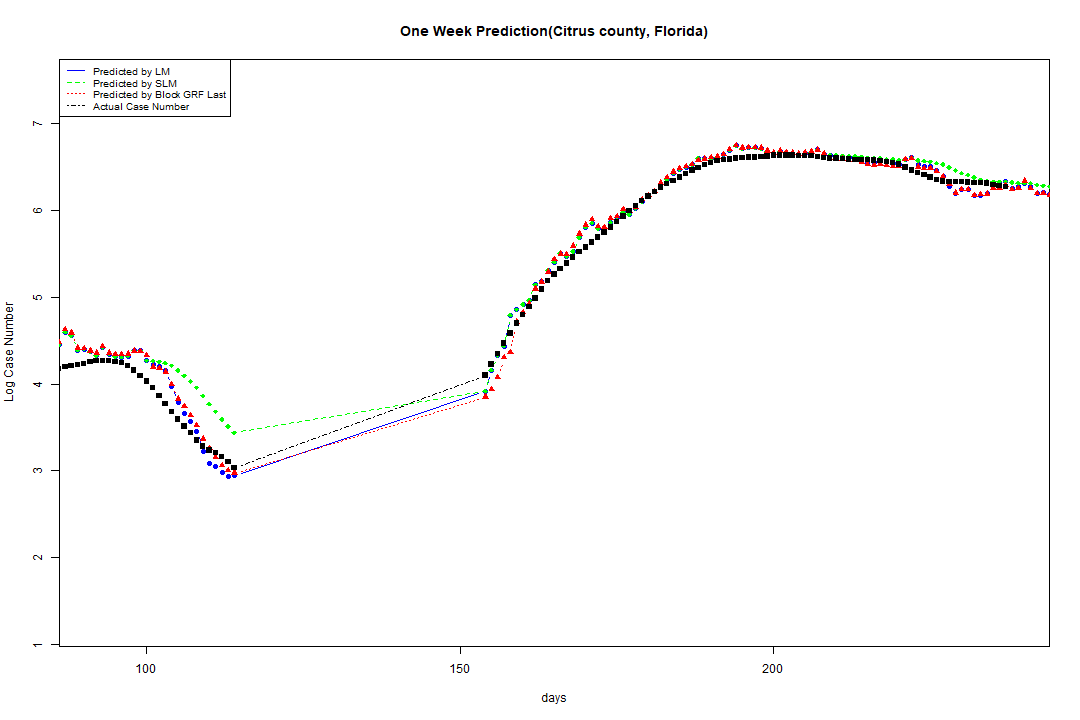 One Week Prediction(Citrus county, Florida)
Predicted by LM
Predicted by SLM
Predicted by Block GRF Last
Actual Case Number
7
6
5
4
3
2
1
Log Case Number
100 150 200
days